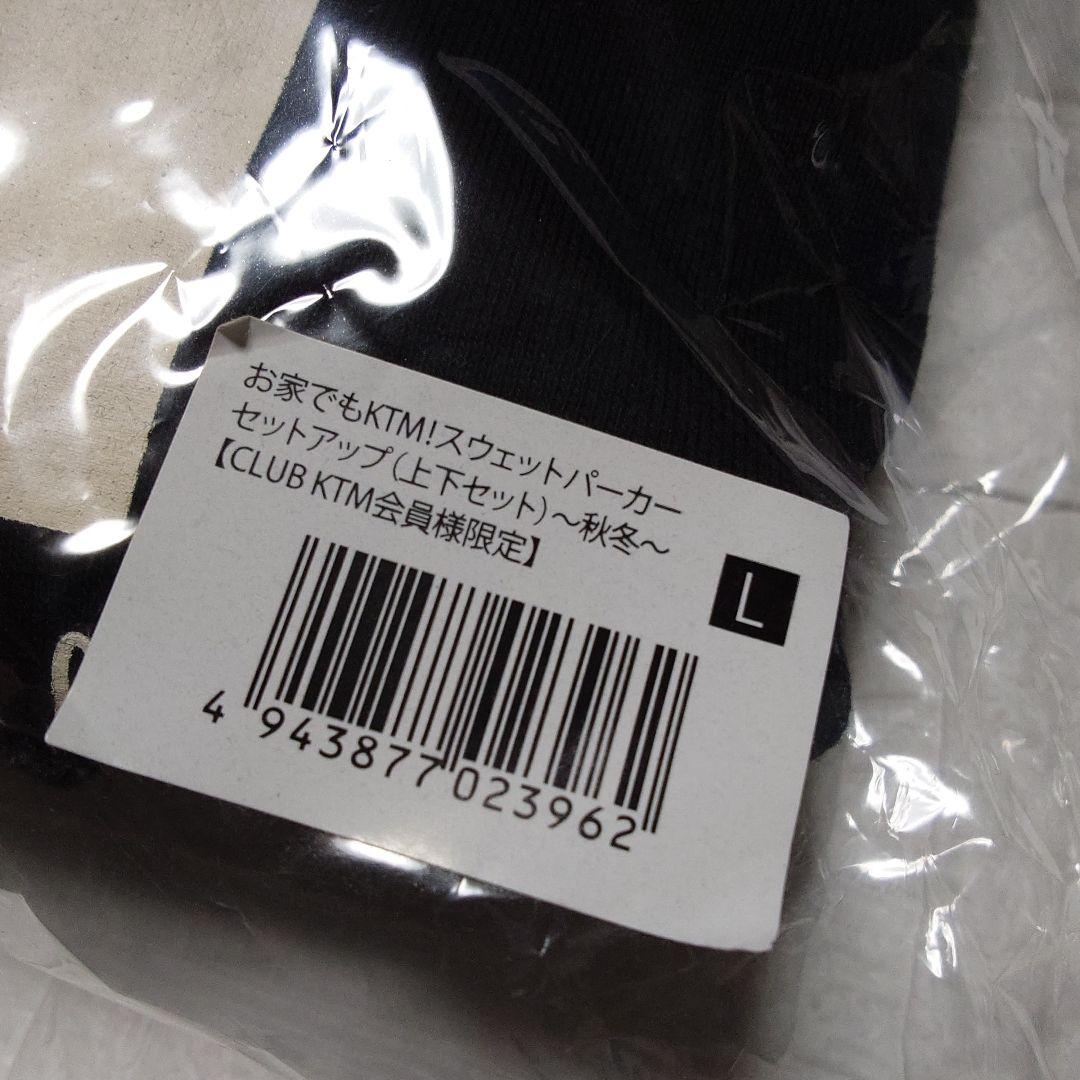 お家でもKTM!スウェットパーカー
セットアップ(上下セット)～秋冬～
【CLUB KTM会員様限定】
L
4 943877 023962